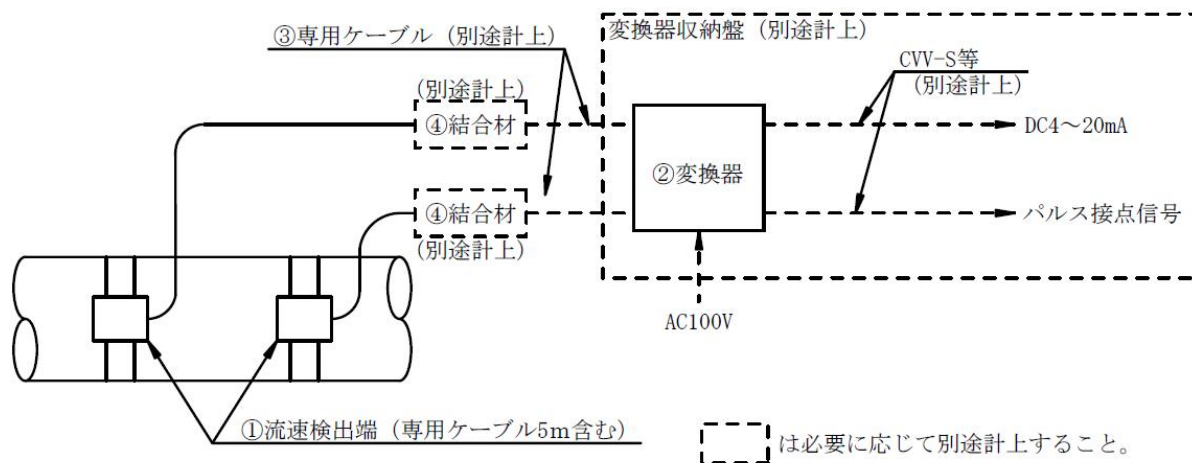 ③専用ケーブル (別途計上)
変換器収納盤 (別途計上)
CVV-S等
(別途計上)
(別途計上)
④結合材
DC4～20mA
②変換器
④結合材
パルス接点信号
(別途計上)
AC100V
①流速検出端 (専用ケーブル5m含む)
は必要に応じて別途計上すること。